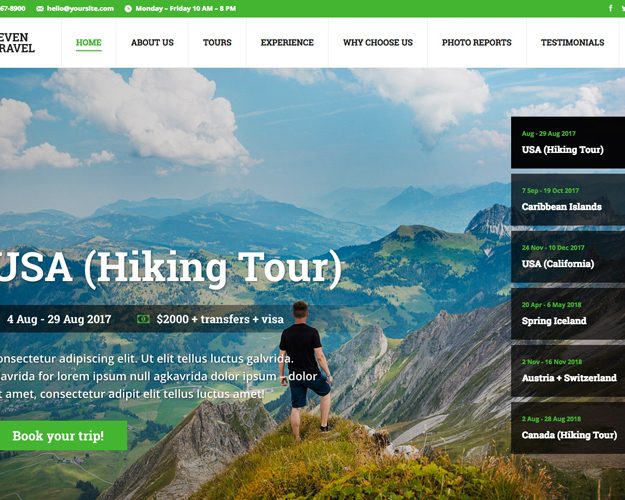 67-8900 hello@yoursite.com Monday – Friday 10 AM – 8 PM
EVEN
RAVEL
HOME ABOUT US TOURS EXPERIENCE WHY CHOOSE US PHOTO REPORTS TESTIMONIALS
USA (Hiking Tour)
4 Aug - 29 Aug 2017 $2000 + transfers + visa
consectetur adipiscing elit. Ut elit tellus luctus galvrida.
avrida for lorem ipsum null agkavrida dolor ipsum – dolor
t amet, consectetur adipit elit tellus luctus amet!
Book your trip!
Aug - 29 Aug 2017
USA (Hiking Tour)
7 Sep - 19 Oct 2017
Caribbean Islands
24 Nov - 10 Dec 2017
USA (California)
20 Apr - 6 May 2018
Spring Iceland
2 Nov - 16 Nov 2018
Austria + Switzerland
2 Aug - 28 Aug 2018
Canada (Hiking Tour)